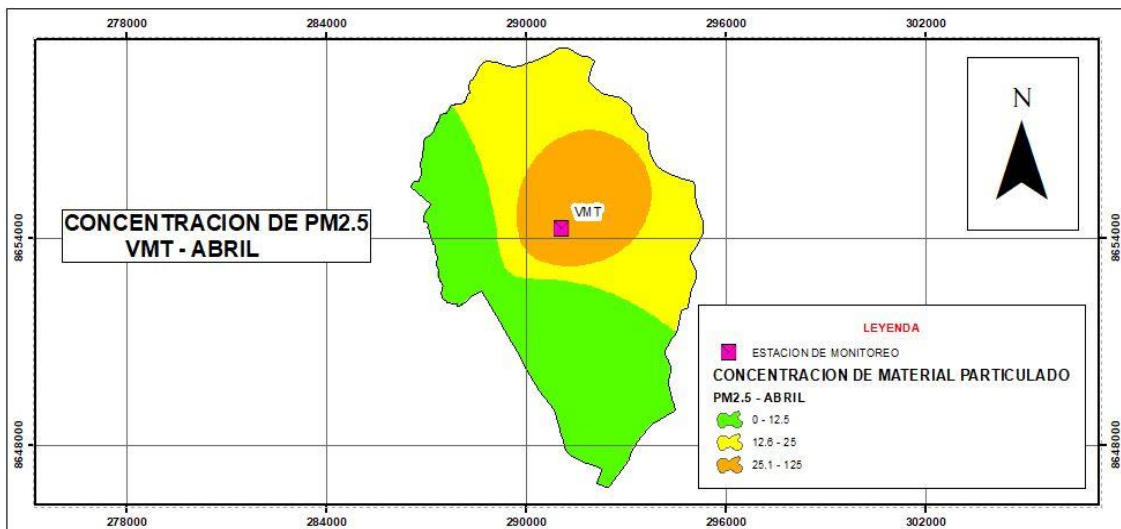 278000 284000 290000 296000 302000
N
VMT
CONCENTRACION DE PM2.5
VMT - ABRIL
8654000 8654000
LEYENDA
ESTACION DE MONITOREO
CONCENTRACION DE MATERIAL PARTICULADO
PM2.5 - ABRIL
0 - 12.5
12.6 - 25
25.1 - 125
8648000 8648000
278000 284000 290000 296000 302000